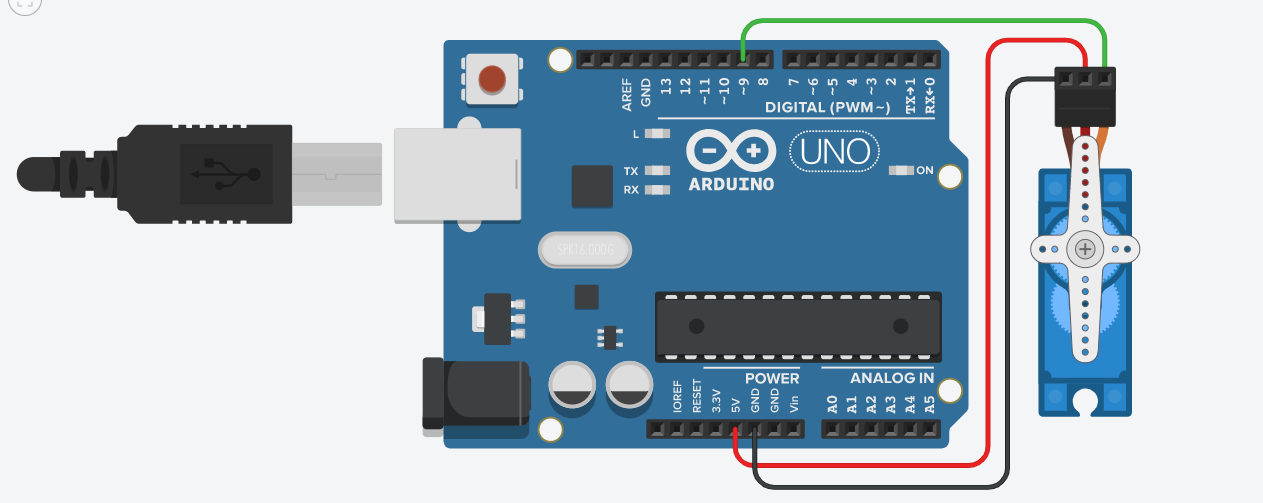 AREF
GND
13
12
~11
~10
~9
8
7
~6
~5
4
~3
2
TX→1
RX←0
DIGITAL (PWM~)
L
TX
RX
ARDUINO
UNO
ON
SPK16.000G
POWER
ANALOG IN
IOREF
RESET
3.3V
5V
GND
GND
Vin
A0
A1
A2
A3
A4
A5